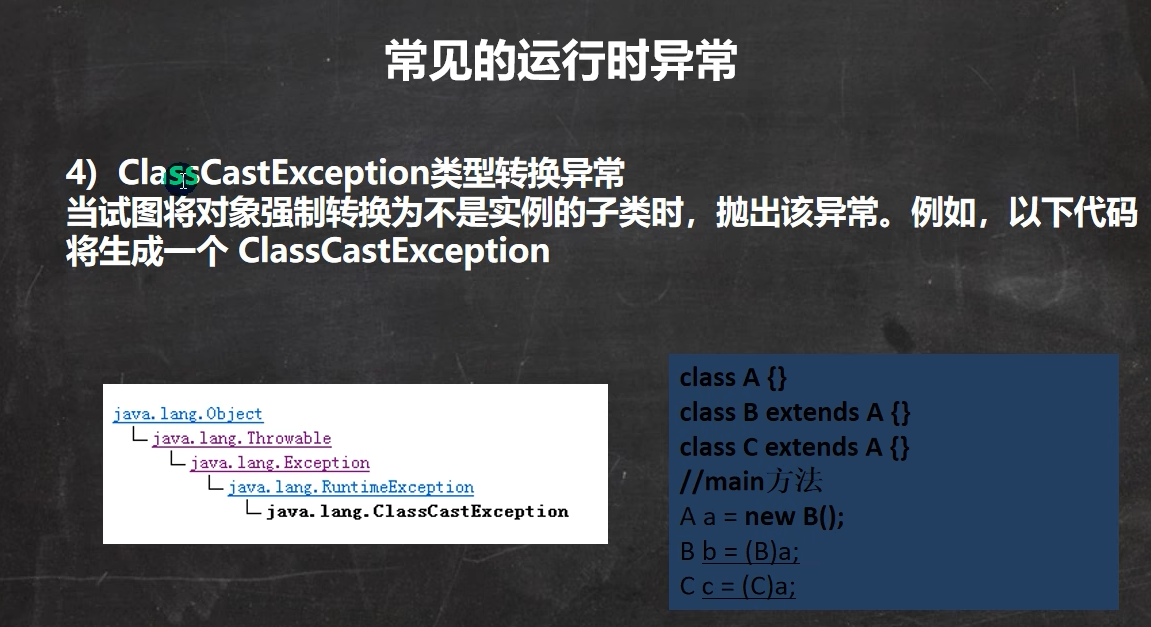 常见的运行时异常
4) ClassCastException类型转换异常
当试图将对象强制转换为不是实例的子类时，抛出该异常。例如，以下代码
将生成一个 ClassCastException
java.lang.Object
java.lang.Throwable
java.lang.Exception
java.lang.RuntimeException
java.lang.ClassCastException
class A {}
class B extends A {}
class C extends A {}
//main方法
A a = new B();
B b = (B)a;
C c = (C)a;